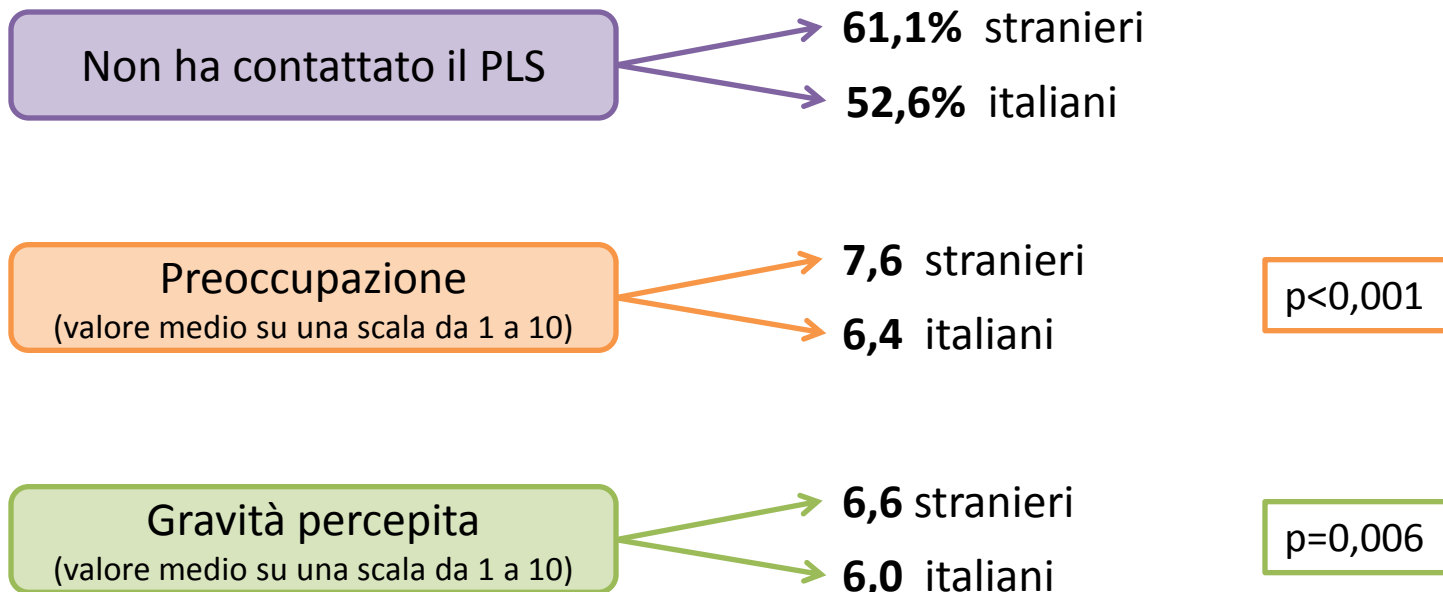 Non ha contattato il PLS
61,1% stranieri
52,6% italiani
Preoccupazione
(valore medio su una scala da 1 a 10)
7,6 stranieri
6,4 italiani
p<0,001
Gravità percepita
(valore medio su una scala da 1 a 10)
6,6 stranieri
6,0 italiani
p=0,006